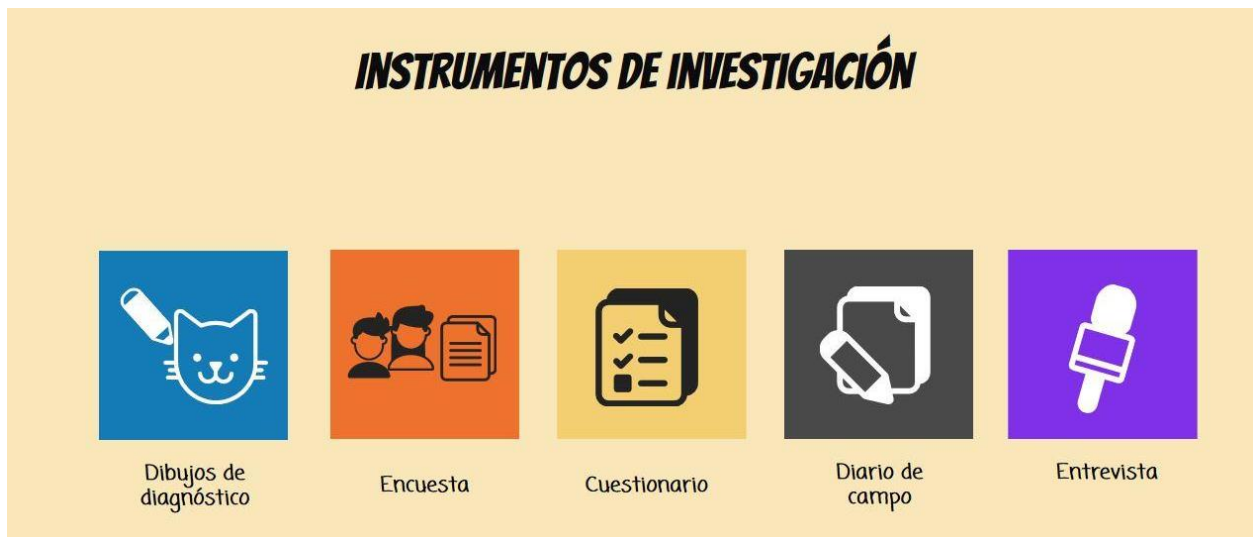 INSTRUMENTOS DE INVESTIGACIÓN
Dibujos de
diagnóstico
Encuesta
Cuestionario
Diario de
campo
Entrevista